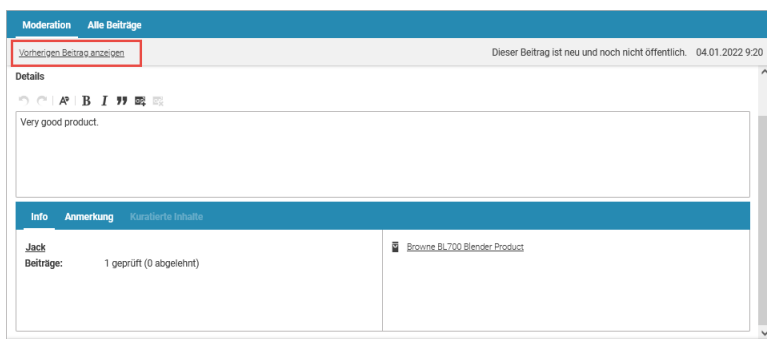 Moderation Alle Beiträge
Vorherigen Beitrag anzeigen Dieser Beitrag ist neu und noch nicht öffentlich. 04.01.2022 9:20
Details
Very good product.
Info Anmerkung Kuratierte Inhalte
Jack Browne BL700 Blender Product
Beiträge: 1 geprüft (0 abgelehnt)